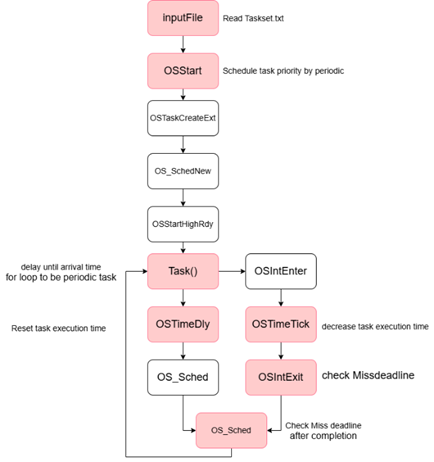 inputFile
Read Taskset.txt
OSStart
Schedule task priority by periodic
OSTaskCreateExt
OS_SchedNew
OSStartHighRdy
delay until arrival time
for loop to be periodic task
Task()
OSIntEnter
Reset task execution time
OSTimeDly
OSTimeTick
decrease task execution time
OS_Sched
OSIntExit
check Missdeadline
OS_Sched
Check Miss deadline
after completion